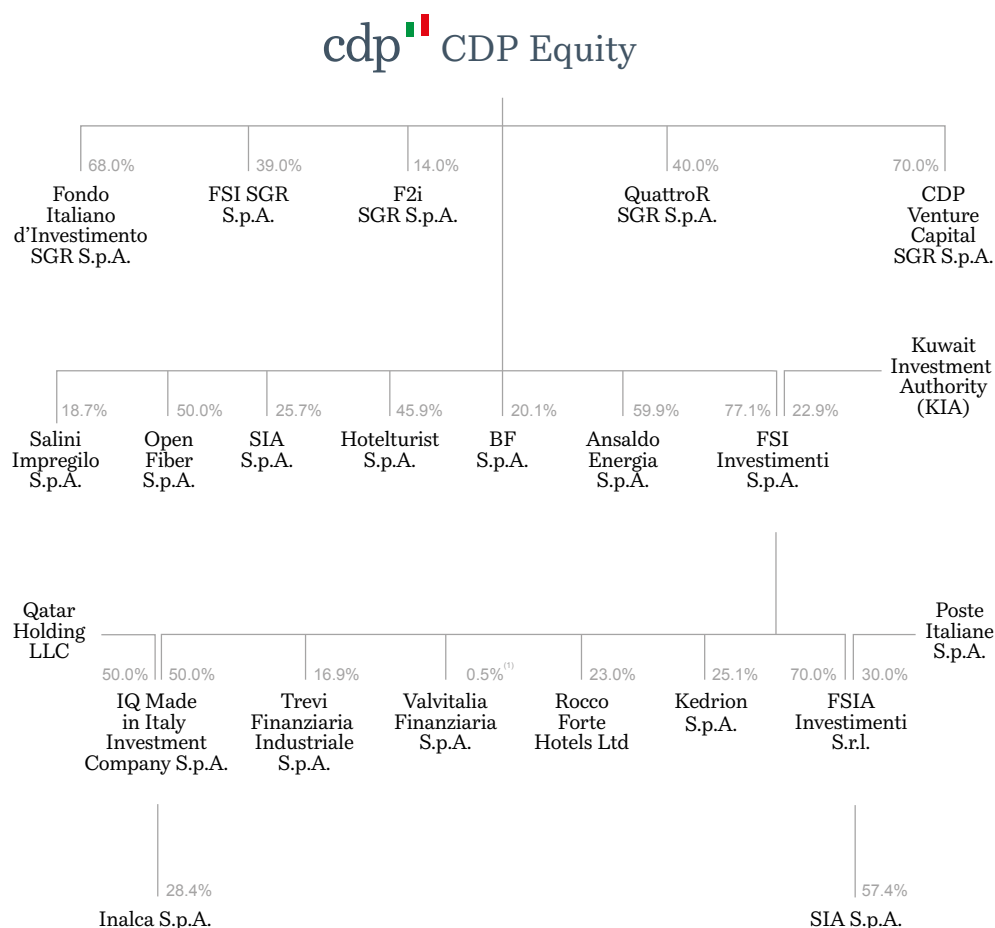 cdp CDP Equity
68.0%
39.0%
14.0%
40.0%
70.0%
Fondo
Italiano
d’Investimento
SGR S.p.A.
FSI SGR
S.p.A.
F2i
SGR S.p.A.
QuattroR
SGR S.p.A.
CDP
Venture
Capital
SGR S.p.A.
Kuwait
Investment
Authority
(KIA)
18.7%
50.0%
25.7%
45.9%
20.1%
59.9%
77.1%
22.9%
Salini
Impregilo
S.p.A.
Open
Fiber
S.p.A.
SIA
S.p.A.
Hotelturist
S.p.A.
BF
S.p.A.
Ansaldo
Energia
S.p.A.
FSI
Investimenti
S.p.A.
Qatar
Holding
LLC
Poste
Italiane
S.p.A.
50.0%
50.0%
16.9%
0.5%(1)
23.0%
25.1%
70.0%
30.0%
IQ Made
in Italy
Investment
Company S.p.A.
Trevi
Finanziaria
Industriale
S.p.A.
Valvitalia
Finanziaria
S.p.A.
Rocco
Forte
Hotels Ltd
Kedrion
S.p.A.
FSIA
Investimenti
S.r.l.
28.4%
57.4%
Inalca S.p.A.
SIA S.p.A.